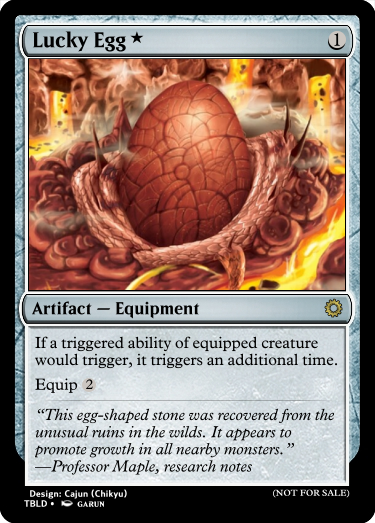 Lucky Egg ★ 1
Artifact — Equipment
If a triggered ability of equipped creature
would trigger, it triggers an additional time.
Equip 2
“This egg-shaped stone was recovered from the
unusual ruins in the wilds. It appears to
promote growth in all nearby monsters.”
—Professor Maple, research notes
Design: Cajun (Chikyu)
TBLD • GARUN
(NOT FOR SALE)